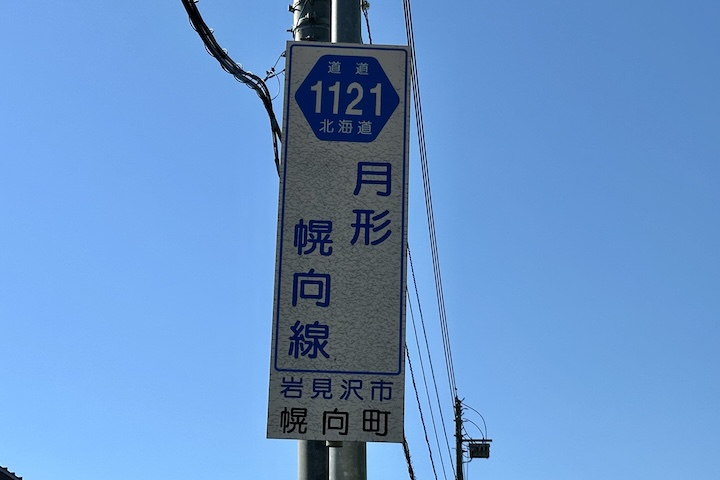 道道
1121
北海道
月形
幌向線
岩見沢市
幌向町